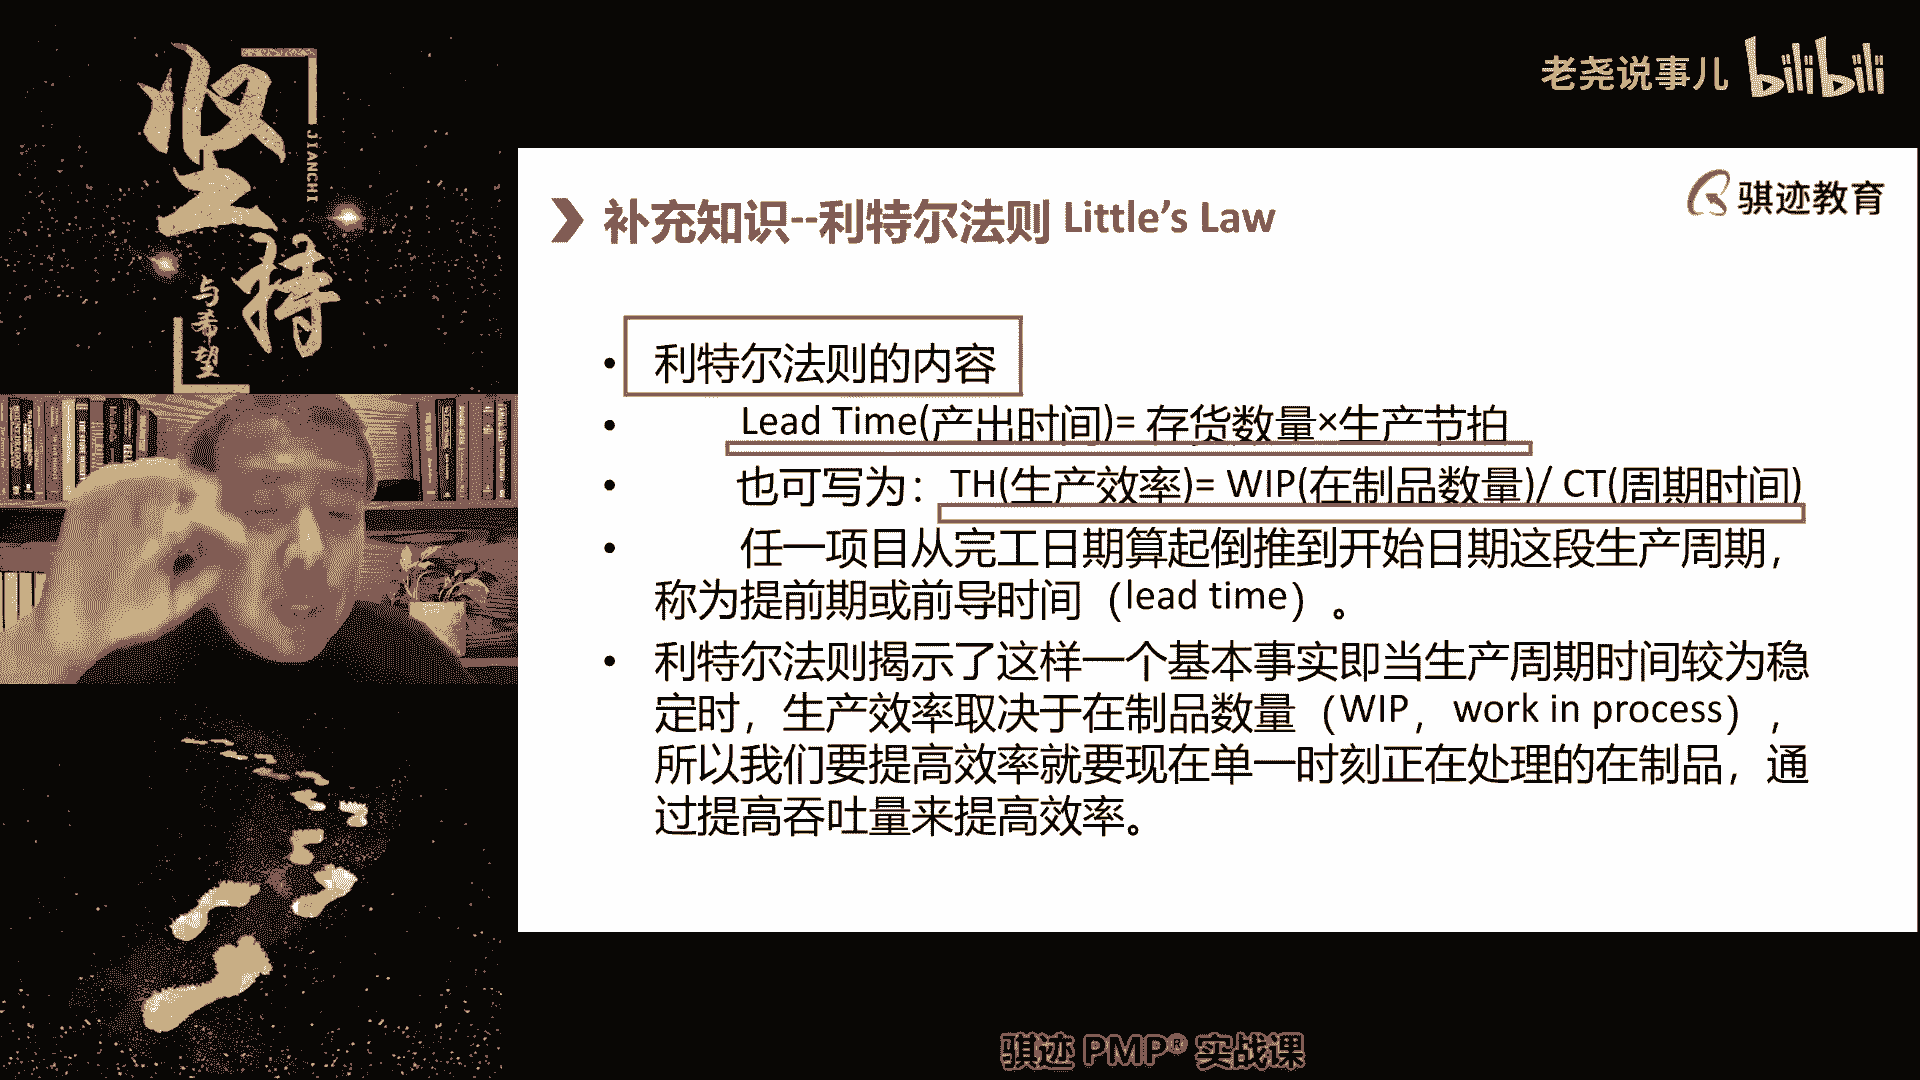 坚持
JIANCHI
与希望
老尧说事儿 bilibili
骐迹教育
补充知识--利特尔法则 Little's Law
• 利特尔法则的内容
• Lead Time(产出时间)= 存货数量×生产节拍
• 也可写为：TH(生产效率)= WIP(在制品数量)/ CT(周期时间)
• 任一项目从完工日期算起倒推到开始日期这段生产周期，
称为提前期或前导时间（lead time）。
• 利特尔法则揭示了这样一个基本事实即当生产周期时间较为稳
定时，生产效率取决于在制品数量（WIP，work in process），
所以我们要提高效率就要现在单一时刻正在处理的在制品，通
过提高吞吐量来提高效率。
骐迹 PMP® 实战课